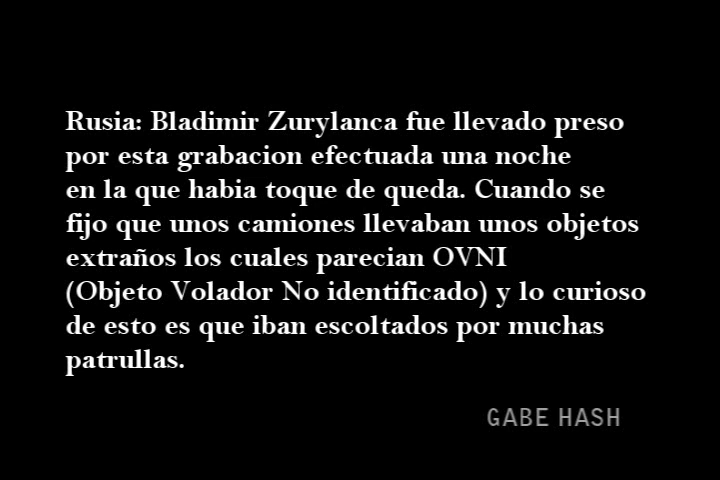 Rusia: Bladimir Zurylanca fue llevado preso
por esta grabacion efectuada una noche
en la que habia toque de queda. Cuando se
fijo que unos camiones llevaban unos objetos
extraños los cuales parecian OVNI
(Objeto Volador No identificado) y lo curioso
de esto es que iban escoltados por muchas
patrullas.
GABE HASH